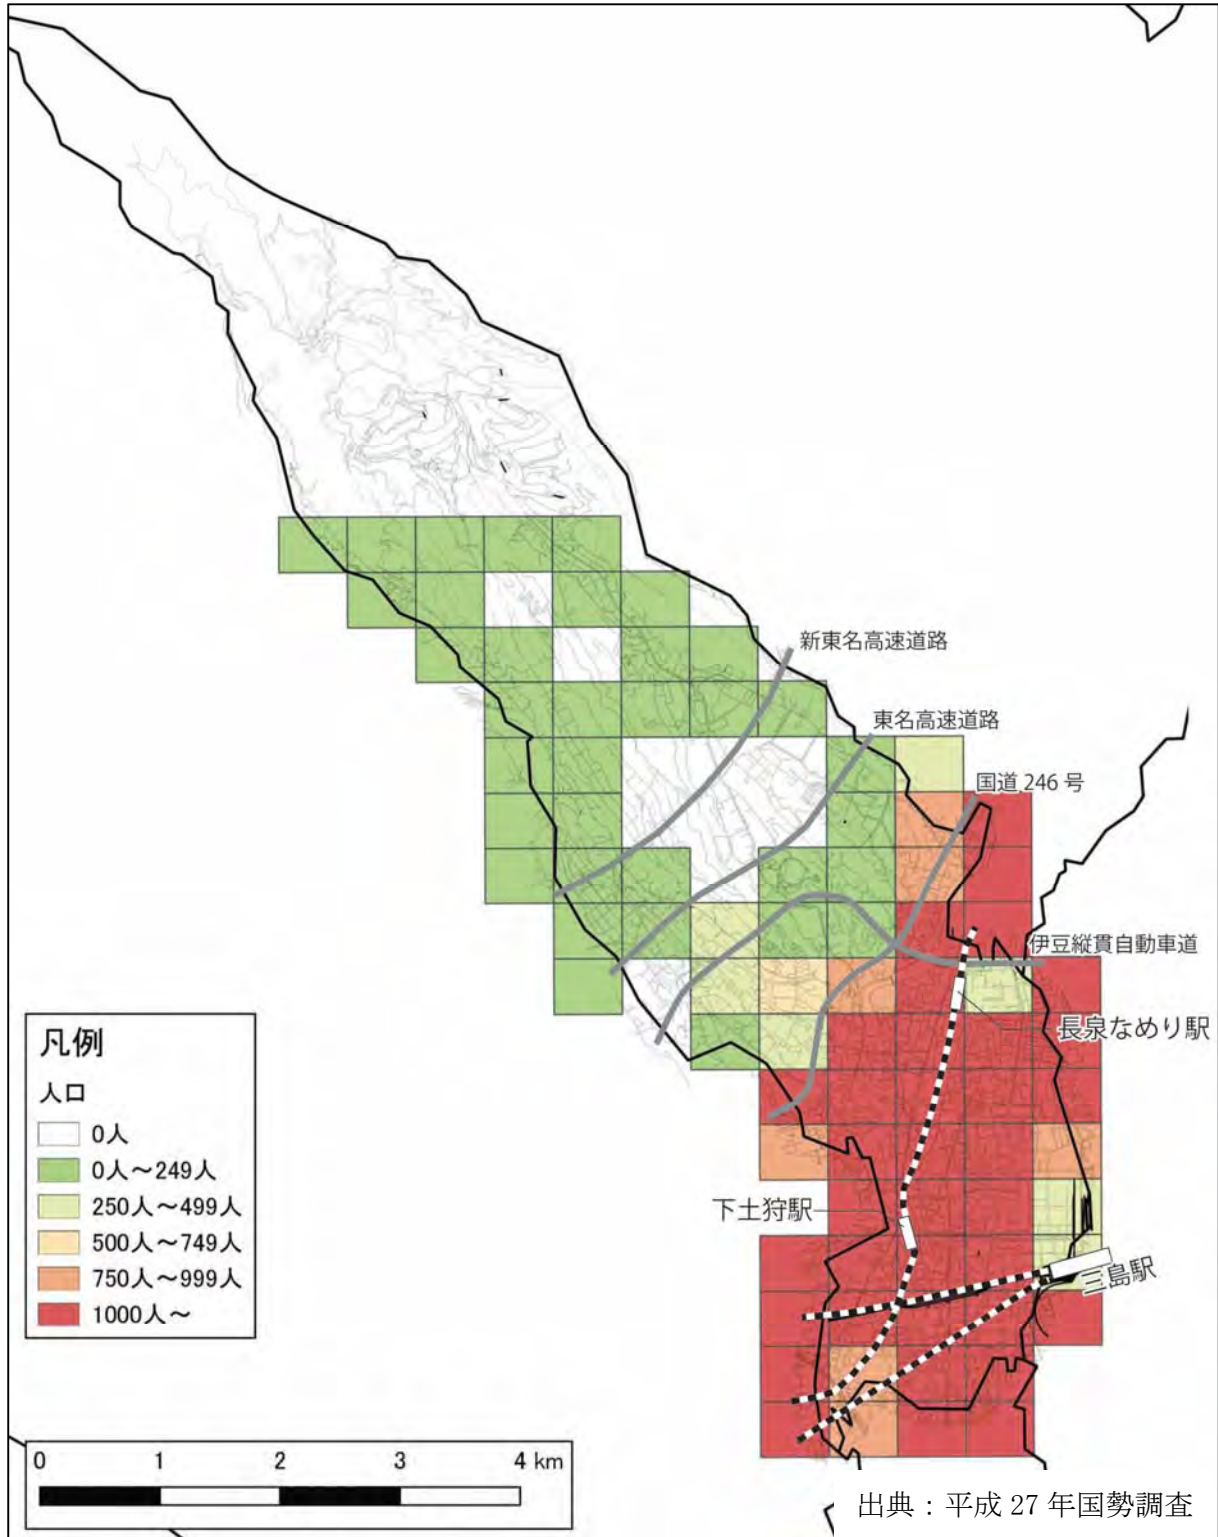 新東名高速道路
東名高速道路
国道 246 号
伊豆縦貫自動車道
長泉なめり駅
下土狩駅
三島駅
凡例
人口
0人
0人～249人
250人～499人
500人～749人
750人～999人
1000人～
0 1 2 3 4 km
出典：平成 27 年国勢調査